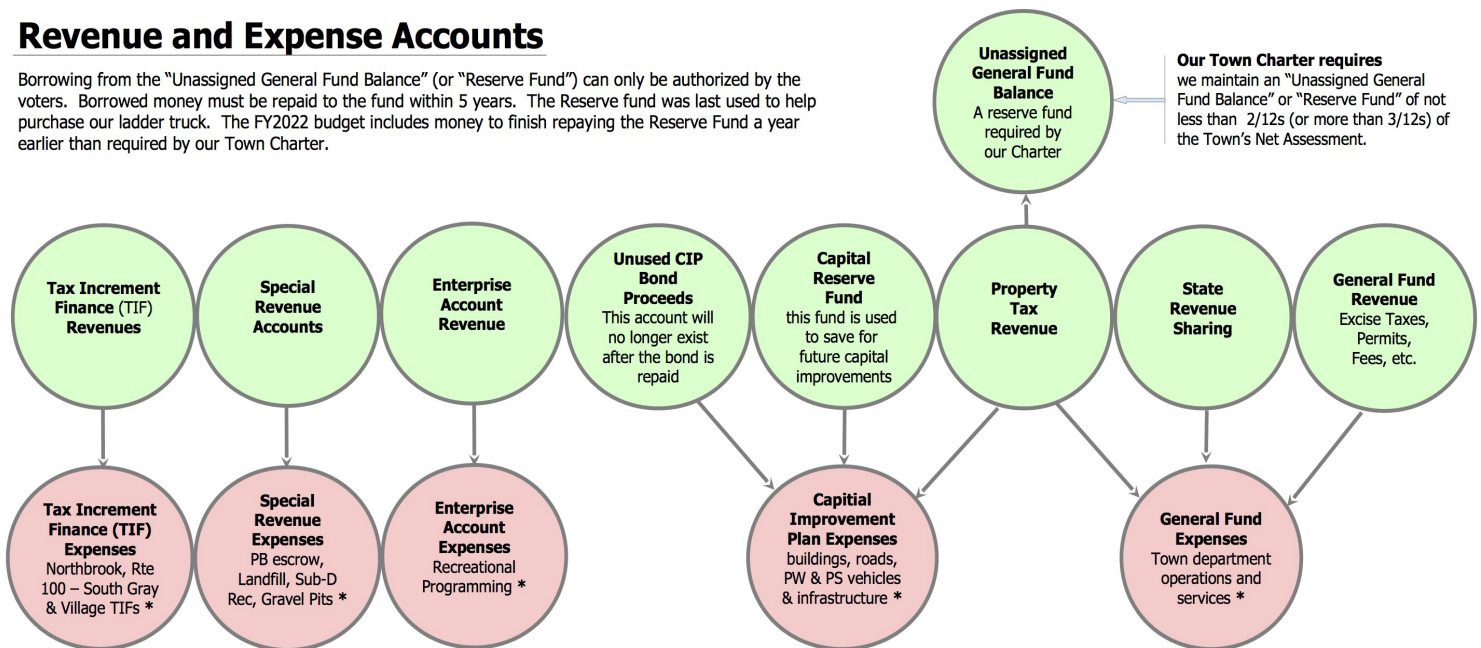 Revenue and Expense Accounts
Borrowing from the “Unassigned General Fund Balance” (or “Reserve Fund”) can only be authorized by the
voters. Borrowed money must be repaid to the fund within 5 years. The Reserve fund was last used to help
purchase our ladder truck. The FY2022 budget includes money to finish repaying the Reserve Fund a year
earlier than required by our Town Charter.
Unassigned
General Fund
Balance
A reserve fund
required by
our Charter
Our Town Charter requires
we maintain an “Unassigned General
Fund Balance” or “Reserve Fund” of not
less than 2/12s (or more than 3/12s) of
the Town’s Net Assessment.
Tax Increment
Finance (TIF)
Revenues
Special
Revenue
Accounts
Enterprise
Account
Revenue
Unused CIP
Bond
Proceeds
This account will
no longer exist
after the bond is
repaid
Capital
Reserve
Fund
this fund is used
to save for
future capital
improvements
Property
Tax
Revenue
State
Revenue
Sharing
General Fund
Revenue
Excise Taxes,
Permits,
Fees, etc.
Tax Increment
Finance (TIF)
Expenses
Northbrook, Rte
100 – South Gray
& Village TIFs *
Special
Revenue
Expenses
PB escrow,
Landfill, Sub-D
Rec, Gravel Pits *
Enterprise
Account
Expenses
Recreational
Programming *
Capitial
Improvement
Plan Expenses
buildings, roads,
PW & PS vehicles
& infrastructure *
General Fund
Expenses
Town department
operations and
services *